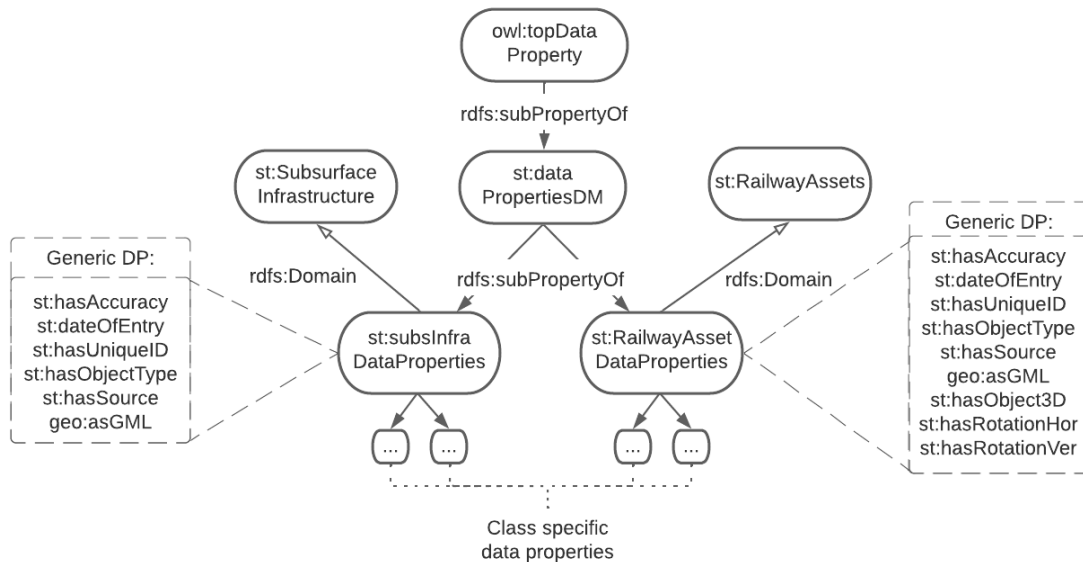 owl:topData
Property
rdfs:subPropertyOf
st:Subsurface
Infrastructure
st:data
PropertiesDM
st:RailwayAssets
Generic DP:
st:hasAccuracy
st:dateOfEntry
st:hasUniqueID
st:hasObjectType
st:hasSource
geo:asGML
rdfs:Domain
rdfs:subPropertyOf
rdfs:Domain
Generic DP:
st:hasAccuracy
st:dateOfEntry
st:hasUniqueID
st:hasObjectType
st:hasSource
geo:asGML
st:hasObject3D
st:hasRotationHor
st:hasRotationVer
st:subsInfra
DataProperties
st:RailwayAsset
DataProperties
...
...
...
...
Class specific
data properties